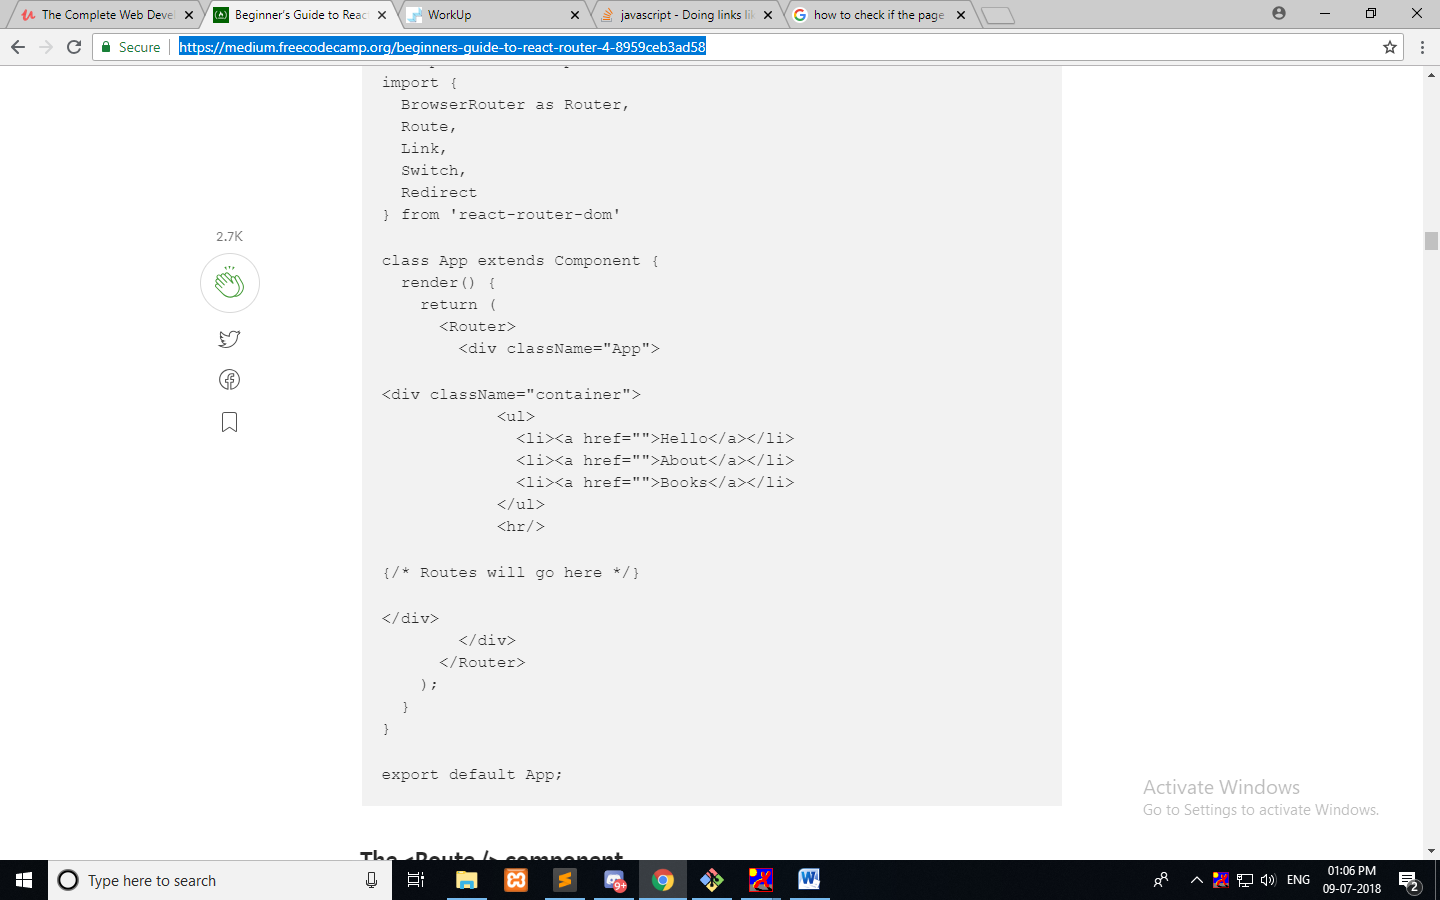 The Complete Web Devel
Beginner's Guide to Reac
WorkUp
javascript - Doing links li
how to check if the page
Secure
https://medium.freecodecamp.org/beginners-guide-to-react-router-4-8959ceb3ad58
import {
BrowserRouter as Router,
Route,
Link,
Switch,
Redirect
} from 'react-router-dom'
2.7K
class App extends Component {
render() {
return (
<Router>
<div className="App">
<div className="container">
<ul>
<li><a href="">Hello</a></li>
<li><a href="">About</a></li>
<li><a href="">Books</a></li>
</ul>
<hr/>
{/* Routes will go here */}
</div>
</div>
</Router>
);
}
}
export default App;
Activate Windows
Go to Settings to activate Windows.
The <Route /> component
Type here to search
9+
ENG
01:06 PM
09-07-2018
2